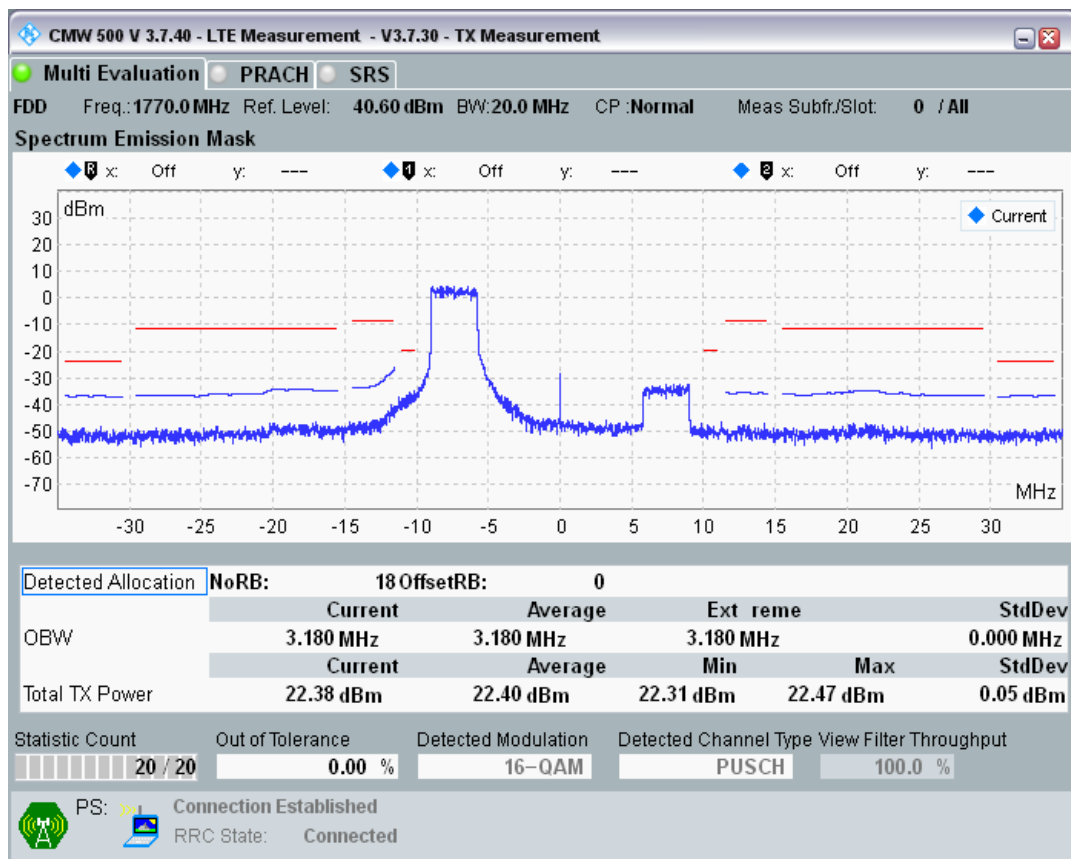 CMW 500 V 3.7.40 - LTE Measurement - V3.7.30 - TX Measurement
Multi Evaluation PRACH SRS
FDD Freq.:1770.0 MHz Ref. Level: 40.60 dBm BW:20.0 MHz CP :Normal Meas Subfr./Slot: 0 / All
Spectrum Emission Mask
R x: Off y: --- 1 x: Off y: --- 2 x: Off y: ---
dBm
Current
30
20
10
0
-10
-20
-30
-40
-50
-60
-70
MHz
-30 -25 -20 -15 -10 -5 0 5 10 15 20 25 30
Detected Allocation NoRB: 18 OffsetRB: 0
Current Average Ext reme StdDev
OBW 3.180 MHz 3.180 MHz 3.180 MHz 0.000 MHz
Current Average Min Max StdDev
Total TX Power 22.38 dBm 22.40 dBm 22.31 dBm 22.47 dBm 0.05 dBm
Statistic Count Out of Tolerance Detected Modulation Detected Channel Type View Filter Throughput
20 / 20 0.00 % 16-QAM PUSCH 100.0 %
PS: Connection Established
RRC State: Connected